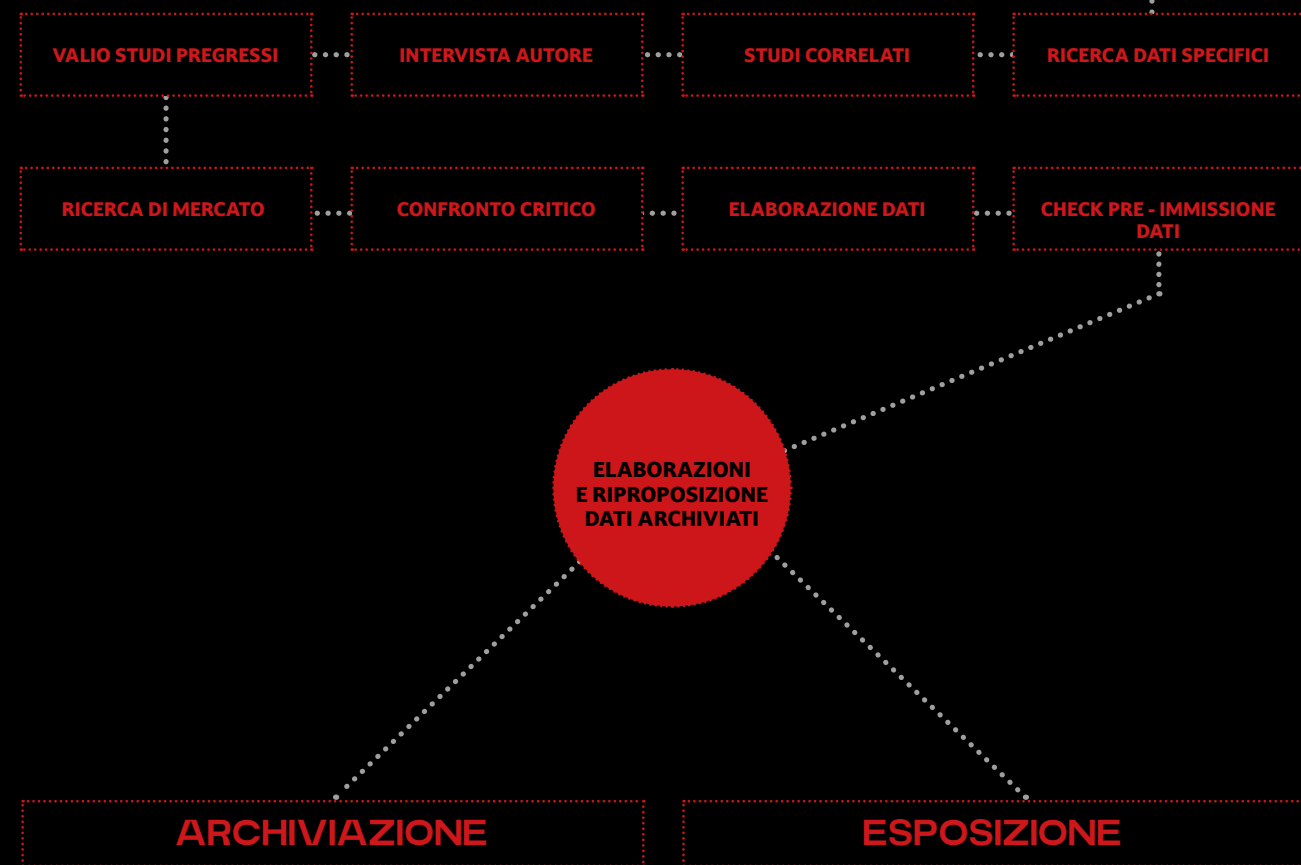 VALIO STUDI PREGRESSI
INTERVISTA AUTORE
STUDI CORRELATI
RICERCA DATI SPECIFICI
RICERCA DI MERCATO
CONFRONTO CRITICO
ELABORAZIONE DATI
CHECK PRE - IMMISSIONE
DATI
ELABORAZIONI
E RIPROPOSIZIONE
DATI ARCHIVIATI
ARCHIVIAZIONE
ESPOSIZIONE